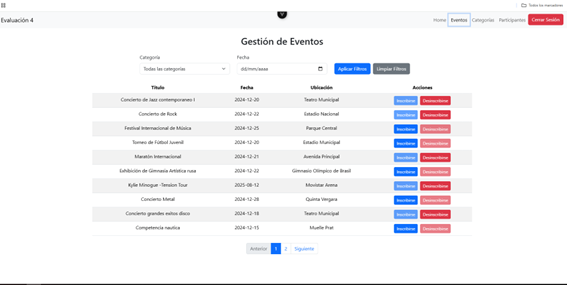 Todos los marcadores
Evaluación 4
Home Eventos Categorías Participantes Cerrar Sesión
Gestión de Eventos
Categoría Fecha
Todas las categorías dd/mm/aaaa Aplicar Filtros Limpiar Filtros
Título Fecha Ubicación Acciones
Concierto de Jazz contemporaneo I 2024-12-20 Teatro Municipal Inscribirse Desinscribirse
Concierto de Rock 2024-12-22 Estadio Nacional Inscribirse Desinscribirse
Festival Internacional de Música 2024-12-25 Parque Central Inscribirse Desinscribirse
Torneo de Fútbol Juvenil 2024-12-20 Estadio Municipal Inscribirse Desinscribirse
Maratón Internacional 2024-12-21 Avenida Principal Inscribirse Desinscribirse
Exhibición de Gimnasia Artística rusa 2024-12-22 Gimnasio Olímpico de Brasil Inscribirse Desinscribirse
Kylie Minogue -Tension Tour 2025-08-12 Movistar Arena Inscribirse Desinscribirse
Concierto Metal 2024-12-28 Quinta Vergara Inscribirse Desinscribirse
Concierto grandes exitos disco 2024-12-18 Teatro Municipal Inscribirse Desinscribirse
Competencia nautica 2024-12-15 Muelle Prat Inscribirse Desinscribirse
Anterior 1 2 Siguiente